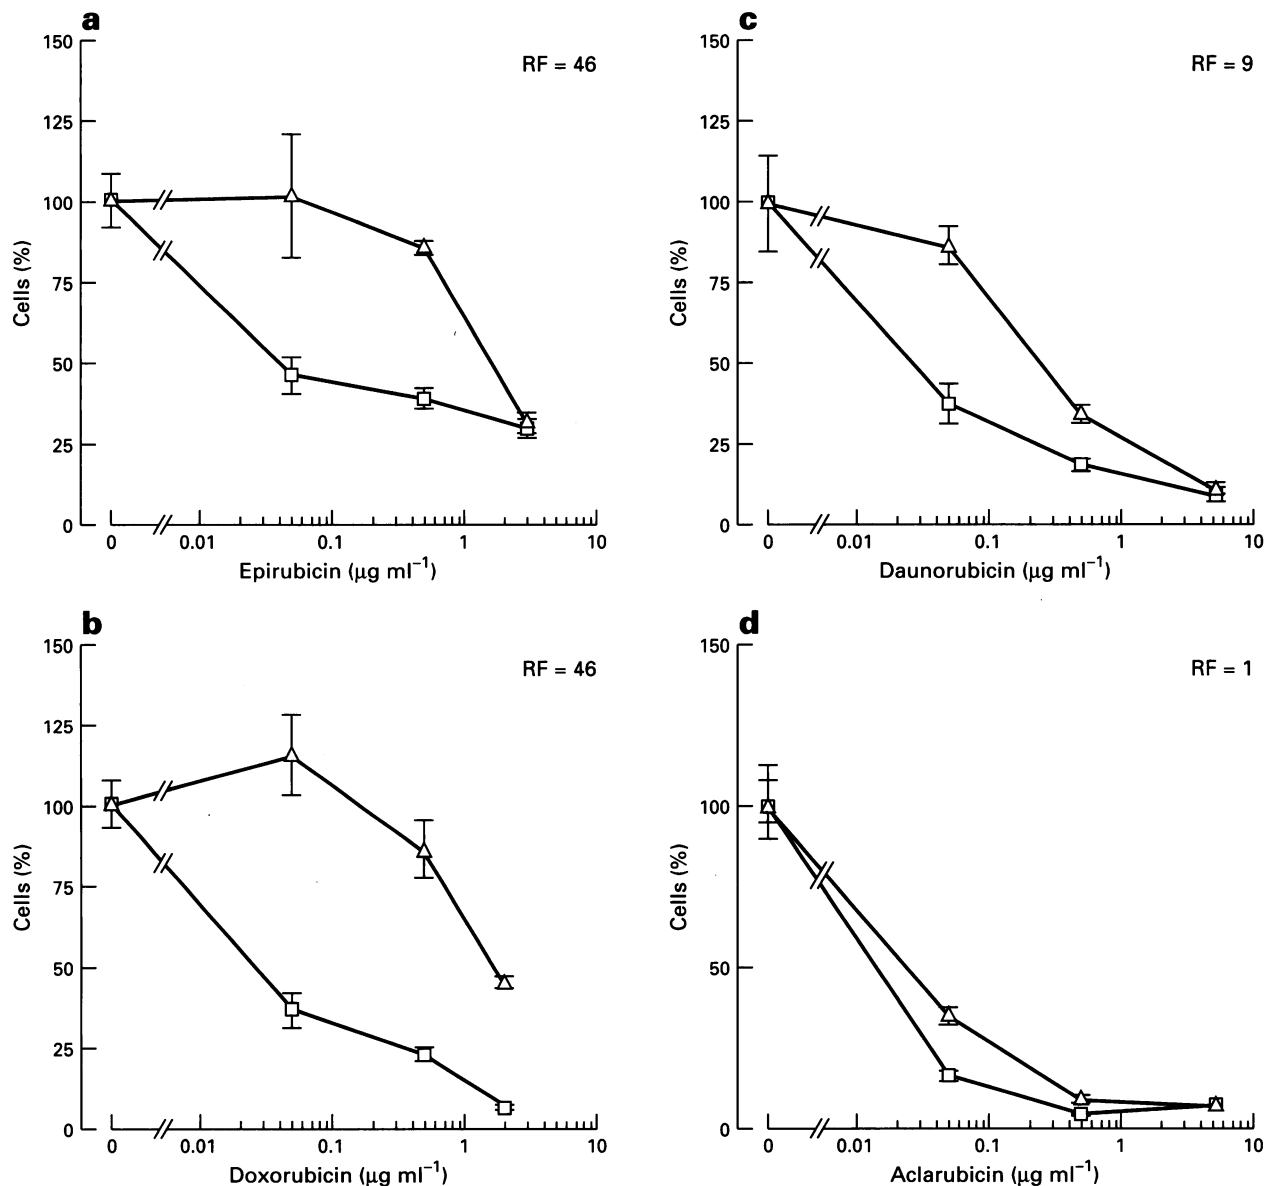 a
RF = 46
150
125
100
75
50
25
0
Cells (%)
0 0.01 0.1 1 10
Epirubicin (μg ml⁻¹)
c
RF = 9
150
125
100
75
50
25
0
Cells (%)
0 0.01 0.1 1 10
Daunorubicin (μg ml⁻¹)
b
RF = 46
150
125
100
75
50
25
0
Cells (%)
0 0.01 0.1 1 10
Doxorubicin (μg ml⁻¹)
d
RF = 1
150
100
50
0
Cells (%)
0 0.01 0.1 1 10
Aclarubicin (μg ml⁻¹)